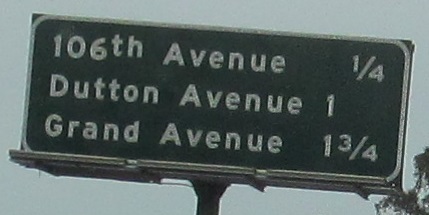 106th Avenue 1/4
Dutton Avenue 1
Grand Avenue 1 3/4